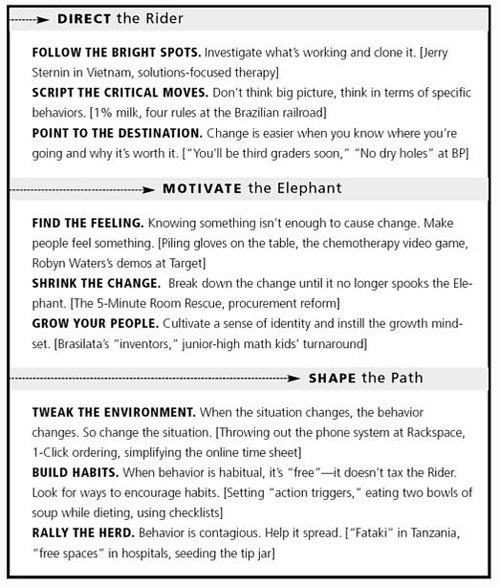 DIRECT the Rider
FOLLOW THE BRIGHT SPOTS. Investigate what's working and clone it. [Jerry
Sternin in Vietnam, solutions-focused therapy]
SCRIPT THE CRITICAL MOVES. Don't think big picture, think in terms of specific
behaviors. [1% milk, four rules at the Brazilian railroad]
POINT TO THE DESTINATION. Change is easier when you know where you're
going and why it's worth it. ["You'll be third graders soon," "No dry holes" at BP]
MOTIVATE the Elephant
FIND THE FEELING. Knowing something isn't enough to cause change. Make
people feel something. [Piling gloves on the table, the chemotherapy video game,
Robyn Waters's demos at Target]
SHRINK THE CHANGE. Break down the change until it no longer spooks the Ele-
phant. [The 5-Minute Room Rescue, procurement reform]
GROW YOUR PEOPLE. Cultivate a sense of identity and instill the growth mind-
set. [Brasilata's "inventors," junior-high math kids' turnaround]
SHAPE the Path
TWEAK THE ENVIRONMENT. When the situation changes, the behavior
changes. So change the situation. [Throwing out the phone system at Rackspace,
1-Click ordering, simplifying the online time sheet]
BUILD HABITS. When behavior is habitual, it's "free"—it doesn't tax the Rider.
Look for ways to encourage habits. [Setting "action triggers," eating two bowls of
soup while dieting, using checklists]
RALLY THE HERD. Behavior is contagious. Help it spread. ["Fataki" in Tanzania,
"free spaces" in hospitals, seeding the tip jar]